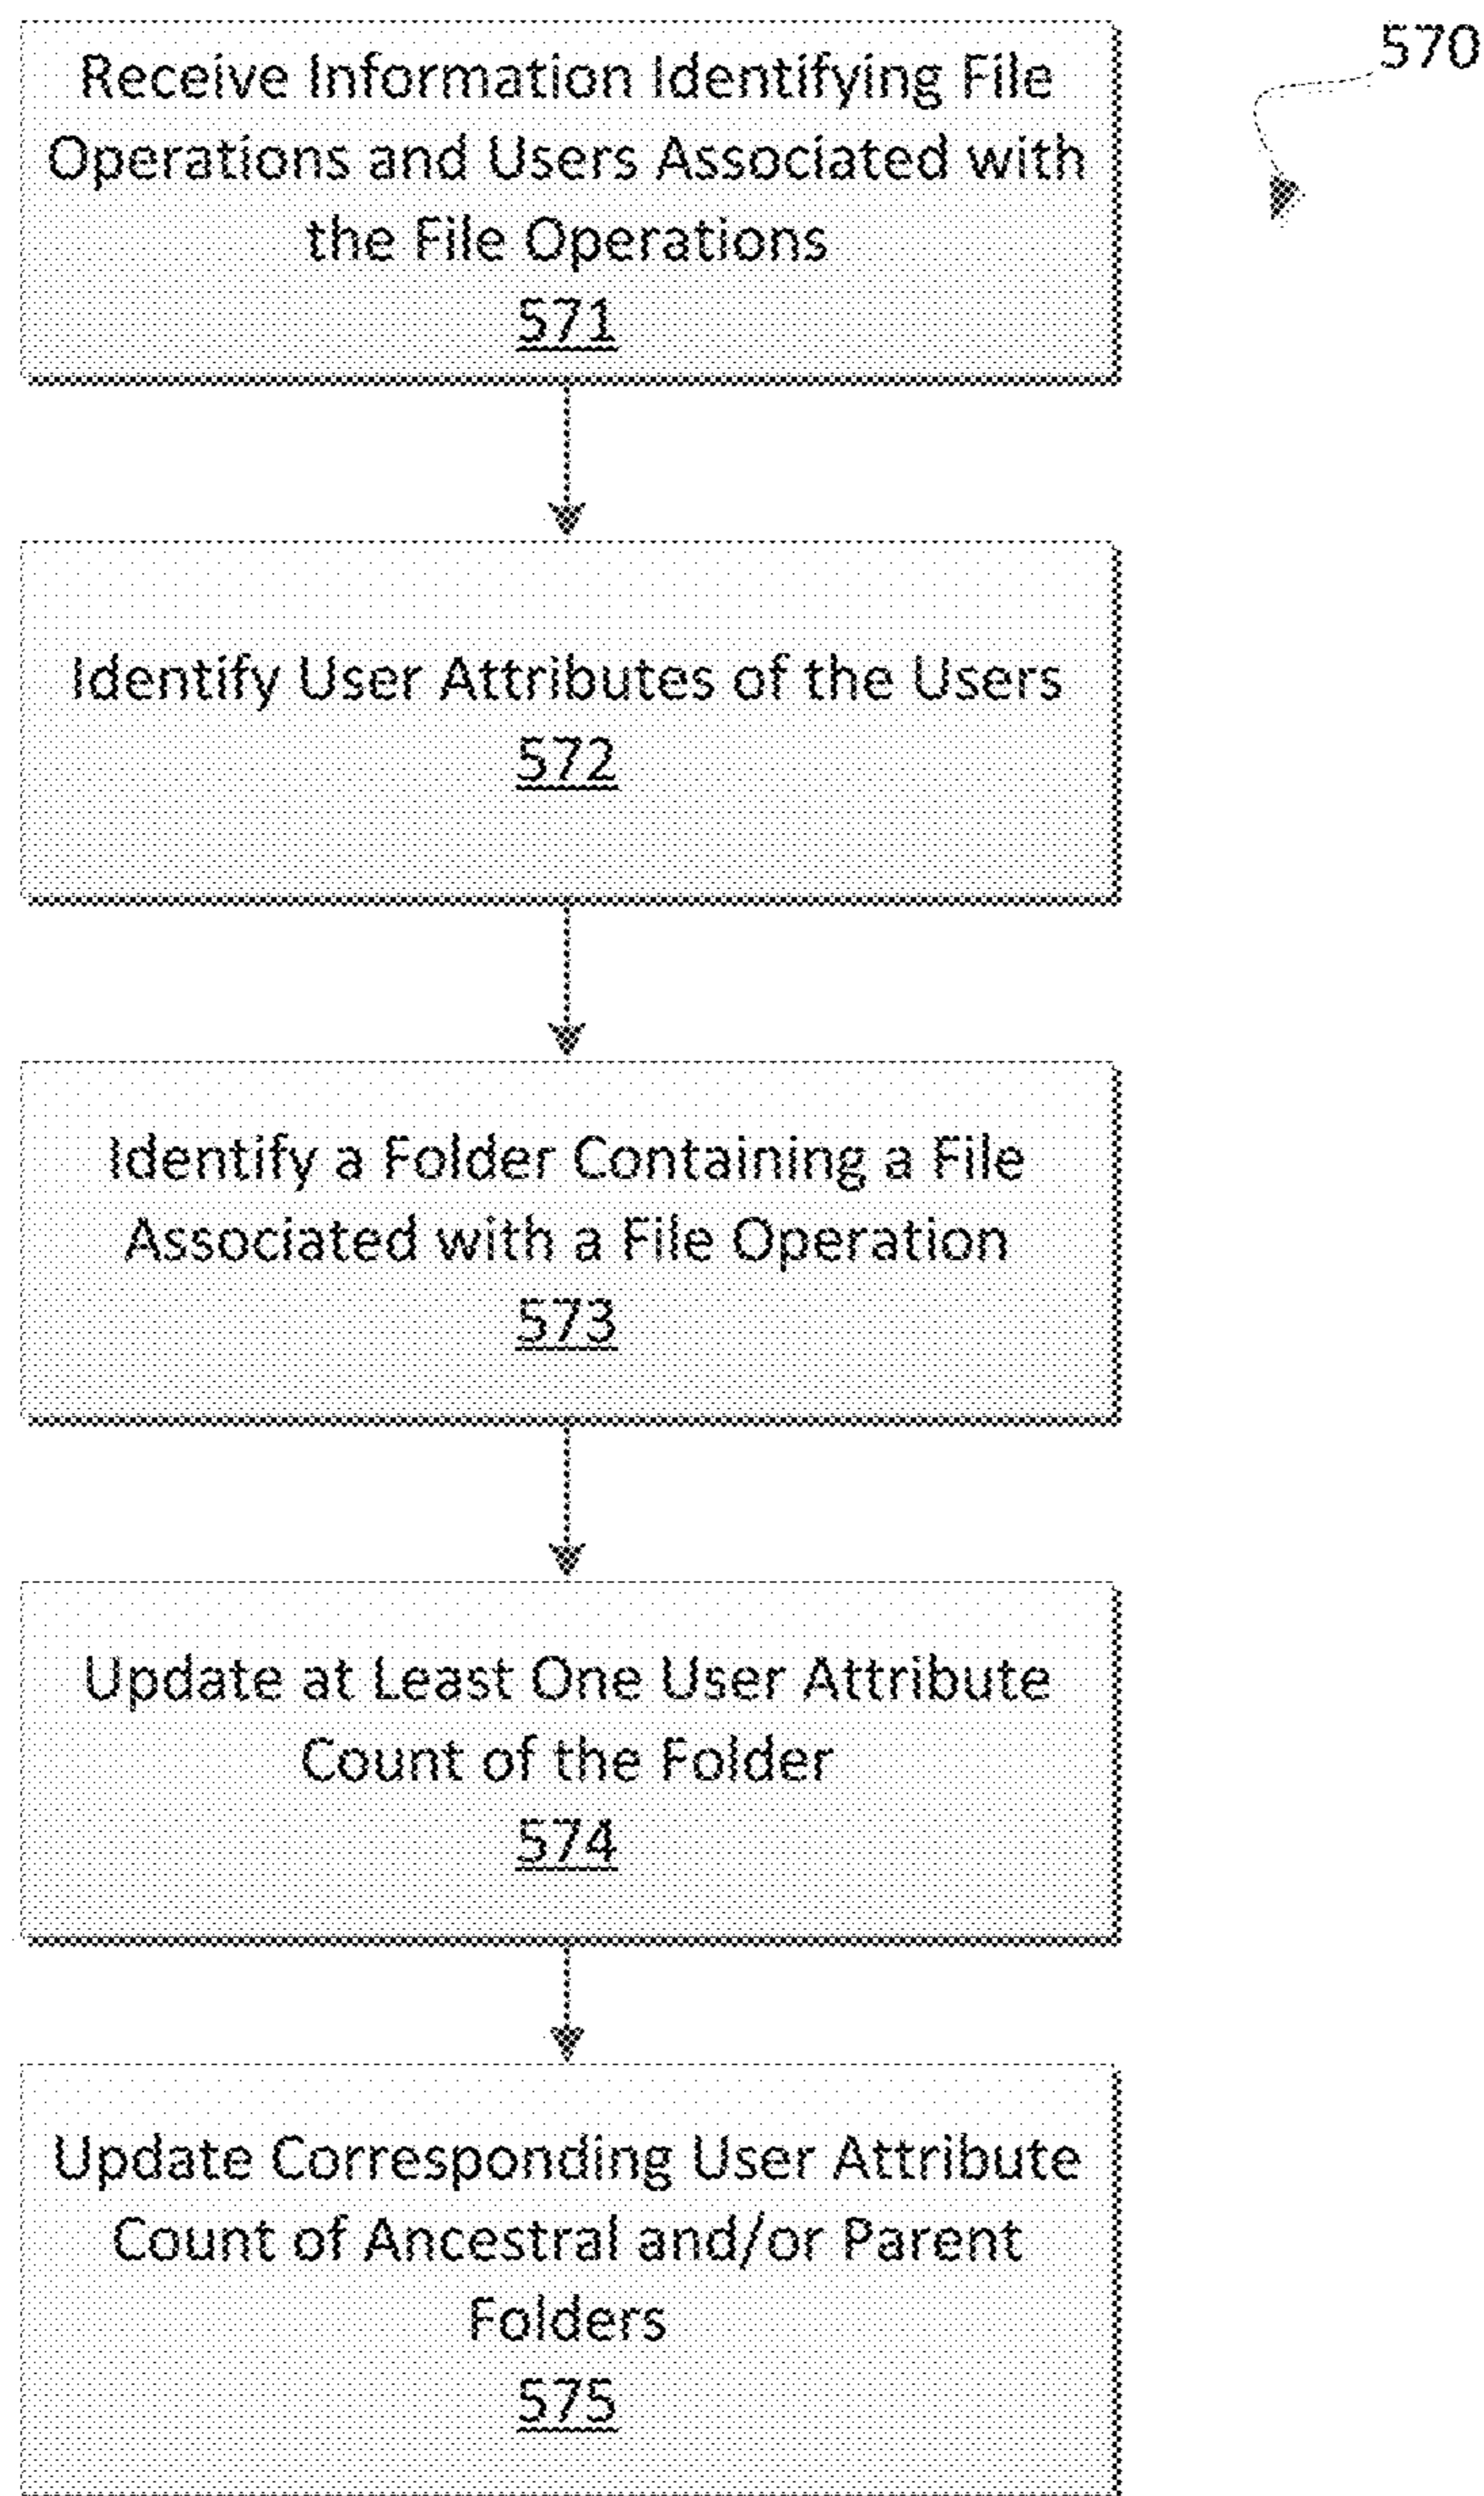 570
Receive Information Identifying File
Operations and Users Associated with
the File Operations
571
Identify User Attributes of the Users
572
Identify a Folder Containing a File
Associated with a File Operation
573
Update at Least One User Attribute
Count of the Folder
574
Update Corresponding User Attribute
Count of Ancestral and/or Parent
Folders
575